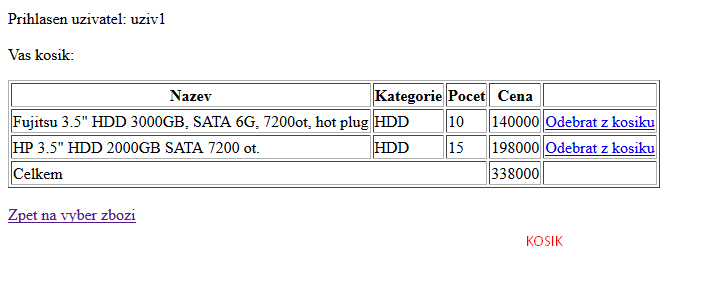 Prihlasen uzivatel: uziv1
Vas kosik:
Nazev Kategorie Pocet Cena
Fujitsu 3.5" HDD 3000GB, SATA 6G, 7200ot, hot plug HDD 10 140000 Odebrat z kosiku
HP 3.5" HDD 2000GB SATA 7200 ot. HDD 15 198000 Odebrat z kosiku
Celkem 338000
Zpet na vyber zbozi
KOSIK